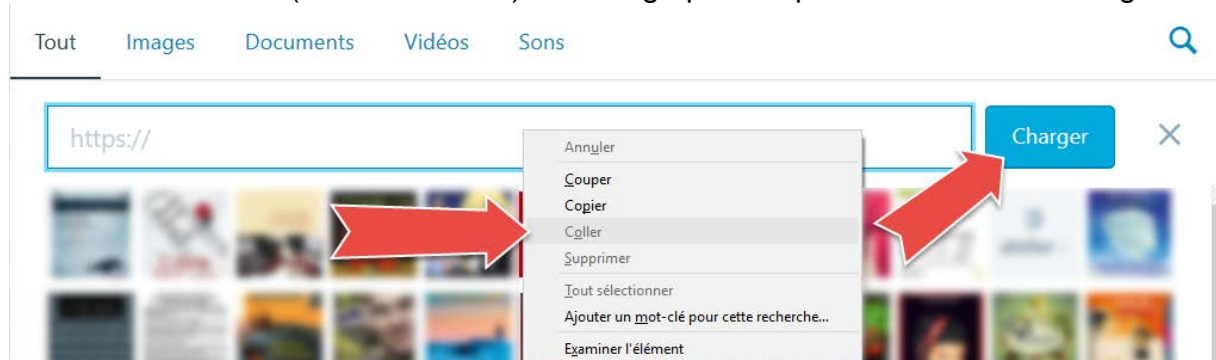 Tout Images Documents Vidéos Sons
https:// Charger
Annuler
Couper
Copier
Coller
Supprimer
Tout sélectionner
Ajouter un mot-clé pour cette recherche...
Examiner l'élément